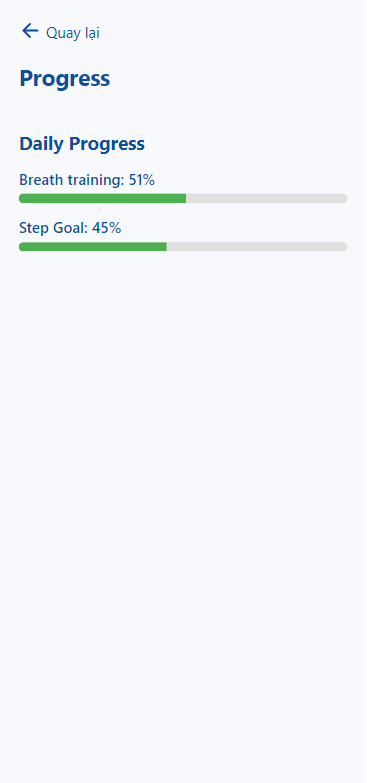 Quay lại
Progress
Daily Progress
Breath training: 51%
Step Goal: 45%